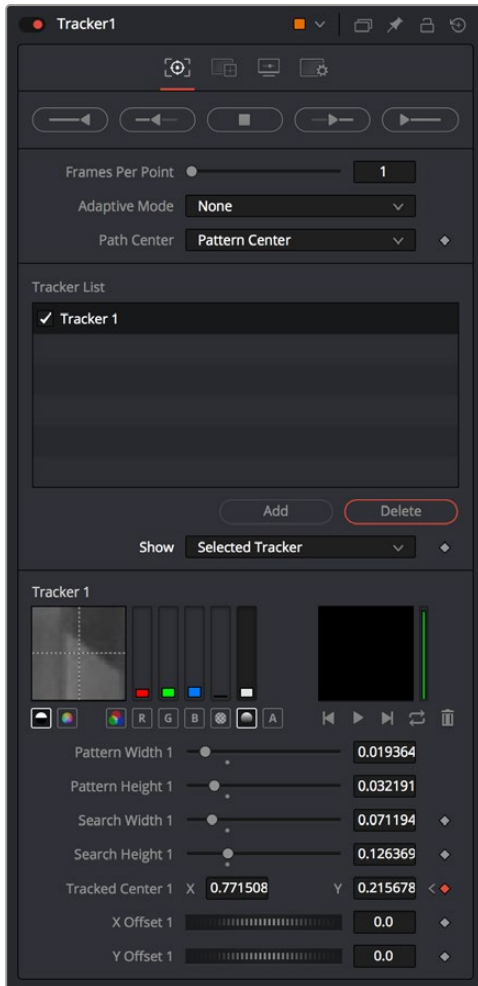 Tracker1
Frames Per Point 1
Adaptive Mode None
Path Center Pattern Center
Tracker List
Tracker 1
Add Delete
Show Selected Tracker
Tracker 1
R G B A
Pattern Width 1 0.019364
Pattern Height 1 0.032191
Search Width 1 0.071194
Search Height 1 0.126369
Tracked Center 1 X 0.771508 Y 0.215678
X Offset 1 0.0
Y Offset 1 0.0